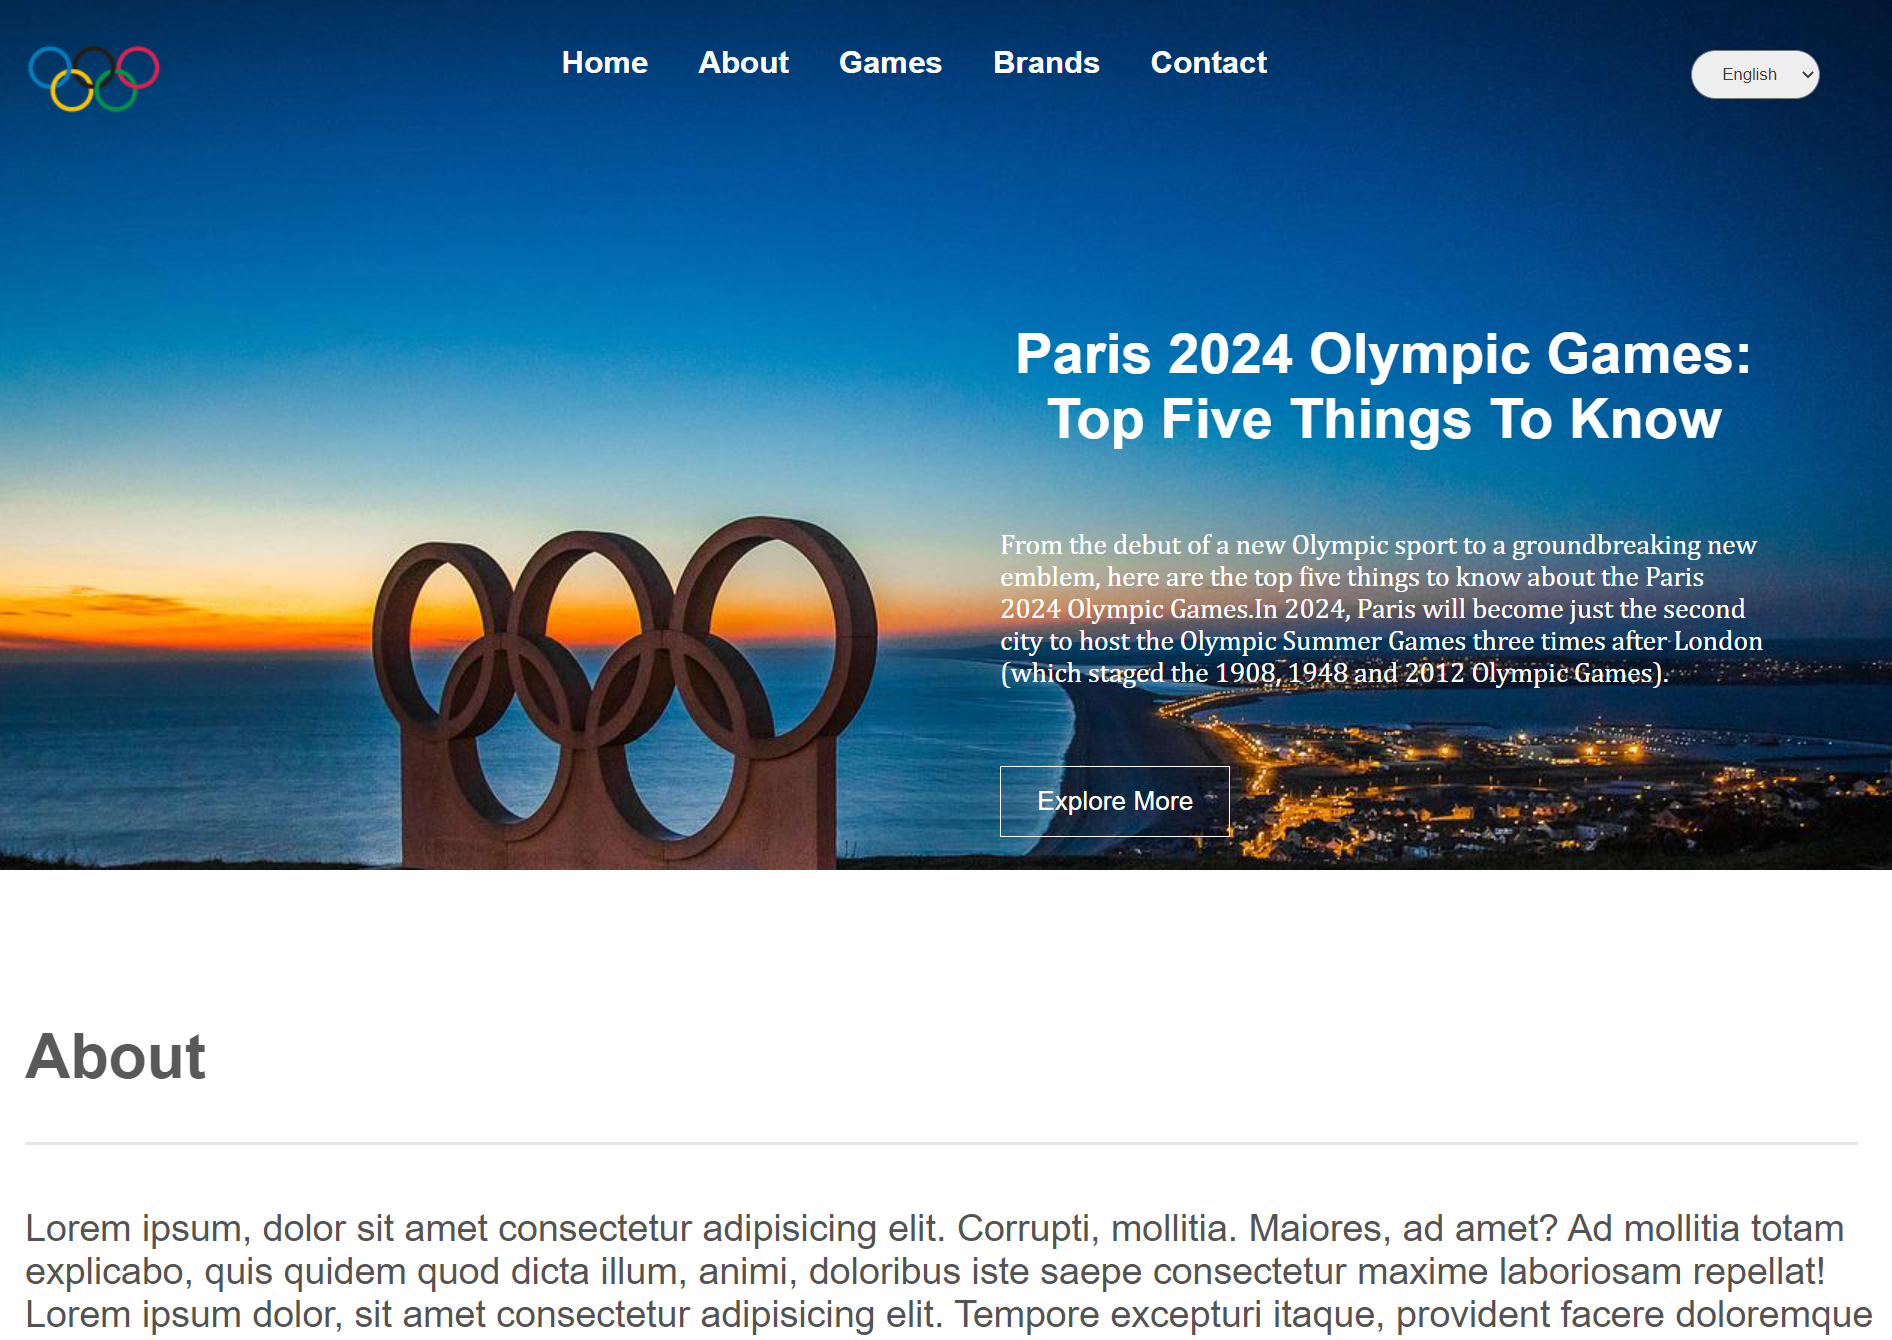 Home About Games Brands Contact
English
Paris 2024 Olympic Games:
Top Five Things To Know
From the debut of a new Olympic sport to a groundbreaking new
emblem, here are the top five things to know about the Paris
2024 Olympic Games.In 2024, Paris will become just the second
city to host the Olympic Summer Games three times after London
(which staged the 1908, 1948 and 2012 Olympic Games).
Explore More
About
Lorem ipsum, dolor sit amet consectetur adipisicing elit. Corrupti, mollitia. Maiores, ad amet? Ad mollitia totam
explicabo, quis quidem quod dicta illum, animi, doloribus iste saepe consectetur maxime laboriosam repellat!
Lorem ipsum dolor, sit amet consectetur adipisicing elit. Tempore excepturi itaque, provident facere doloremque